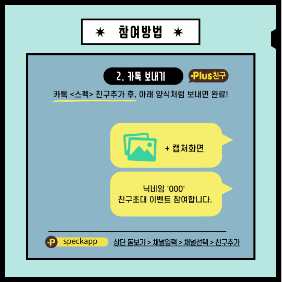 ✷ 참여방법 ✷
2. 카톡 보내기 Plus친구
카톡 <스펙> 친구추가 후, 아래 양식처럼 보내면 완료!
+ 캡처화면
닉네임 '000'
친구초대 이벤트 참여합니다.
P speckapp 상단 돋보기 > 채널입력 > 채널선택 > 친구추가